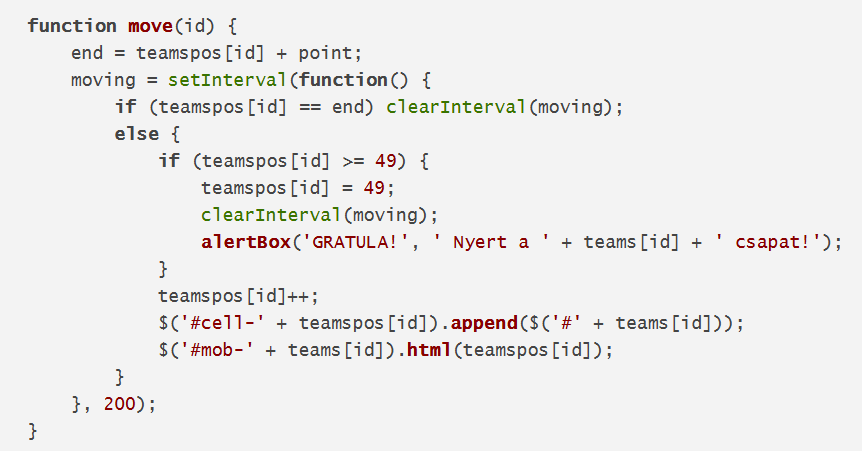 function move(id) {
    end = teamspos[id] + point;
    moving = setInterval(function() {
        if (teamspos[id] == end) clearInterval(moving);
        else {
            if (teamspos[id] >= 49) {
                teamspos[id] = 49;
                clearInterval(moving);
                alertBox('GRATULA!', ' Nyert a ' + teams[id] + ' csapat!');
            }
            teamspos[id]++;
            $('#cell-' + teamspos[id]).append($('#' + teams[id]));
            $('#mob-' + teams[id]).html(teamspos[id]);
        }
    }, 200);
}